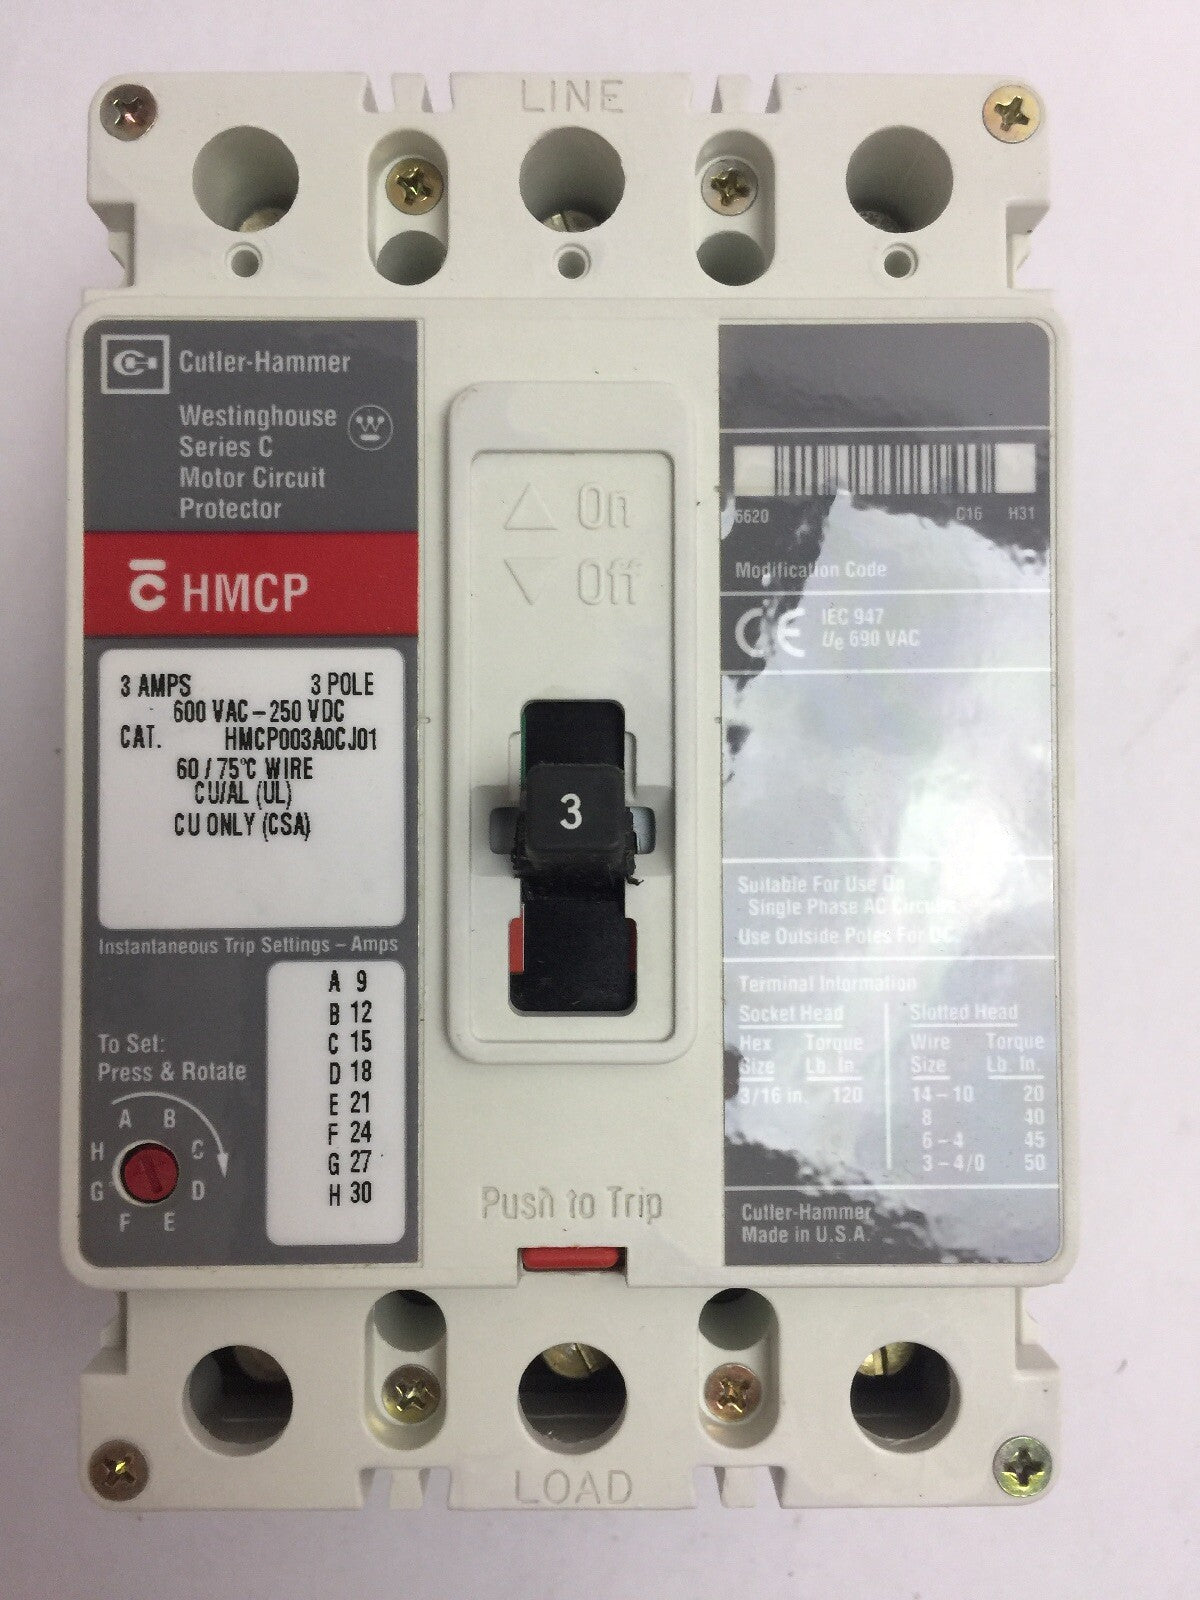 LINE
Cutler-Hammer
Westinghouse
Series C
Motor Circuit
Protector
C HMCP
3 AMPS 3 POLE
600 VAC – 250 VDC
CAT. HMCP003A0CJ01
60 / 75°C WIRE
CU/AL (UL)
CU ONLY (CSA)
Instantaneous Trip Settings – Amps
A 9
B 12
C 15
D 18
E 21
F 24
G 27
H 30
To Set:
Press & Rotate
A B
H C
G D
F E
On
Off
3
Push to Trip
6620 C16 H31
Modification Code
CE IEC 947
Ue 690 VAC
Suitable For Use On
Single Phase AC Circuits
Use Outside Poles For DC.
Terminal Information
Socket Head Slotted Head
Hex Torque Wire Torque
Size Lb. In. Size Lb. In.
3/16 in. 120 14 – 10 20
8 40
6 – 4 45
3 – 4/0 50
Cutler-Hammer
Made in U.S.A.
LOAD